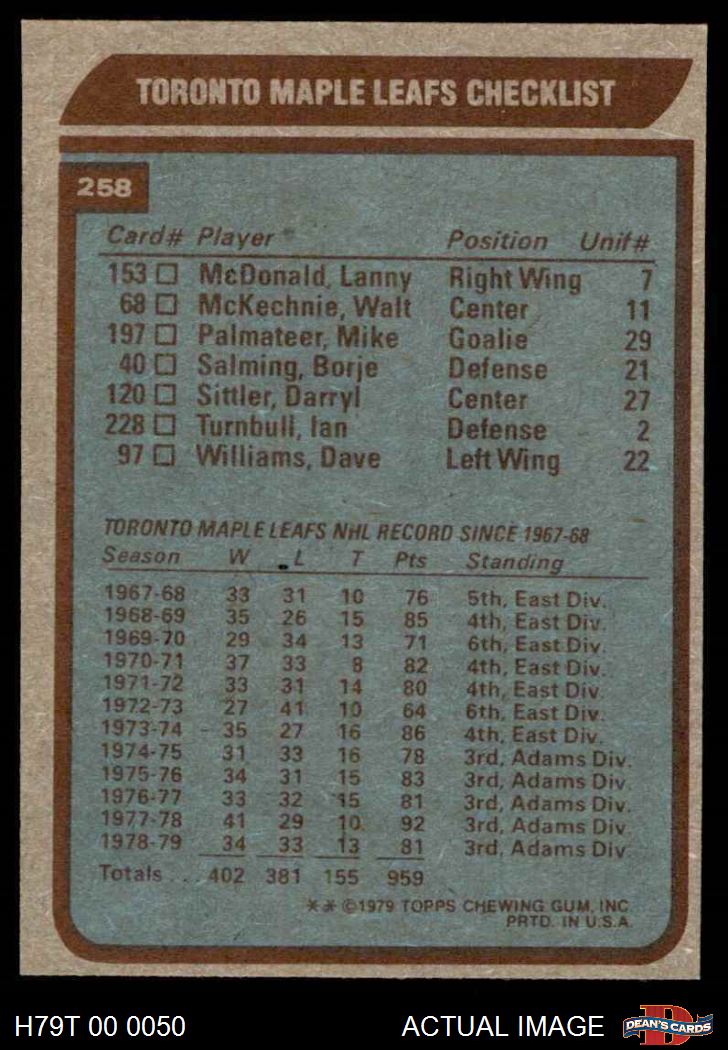 TORONTO MAPLE LEAFS CHECKLIST
258
Card# Player Position Unif#
153 McDonald, Lanny Right Wing 7
68 McKechnie, Walt Center 11
197 Palmateer, Mike Goalie 29
40 Salming, Borje Defense 21
120 Sittler, Darryl Center 27
228 Turnbull, Ian Defense 2
97 Williams, Dave Left Wing 22
TORONTO MAPLE LEAFS NHL RECORD SINCE 1967-68
Season W L T Pts Standing
1967-68 33 31 10 76 5th, East Div.
1968-69 35 26 15 85 4th, East Div.
1969-70 29 34 13 71 6th, East Div.
1970-71 37 33 8 82 4th, East Div.
1971-72 33 31 14 80 4th, East Div.
1972-73 27 41 10 64 6th, East Div.
1973-74 35 27 16 86 4th, East Div.
1974-75 31 33 16 78 3rd, Adams Div.
1975-76 34 31 15 83 3rd, Adams Div.
1976-77 33 32 15 81 3rd, Adams Div.
1977-78 41 29 10 92 3rd, Adams Div.
1978-79 34 33 13 81 3rd, Adams Div.
Totals . . . 402 381 155 959
** ©1979 TOPPS CHEWING GUM, INC.
PRTD. IN U.S.A.
H79T 00 0050 ACTUAL IMAGE D DEAN'S CARDS